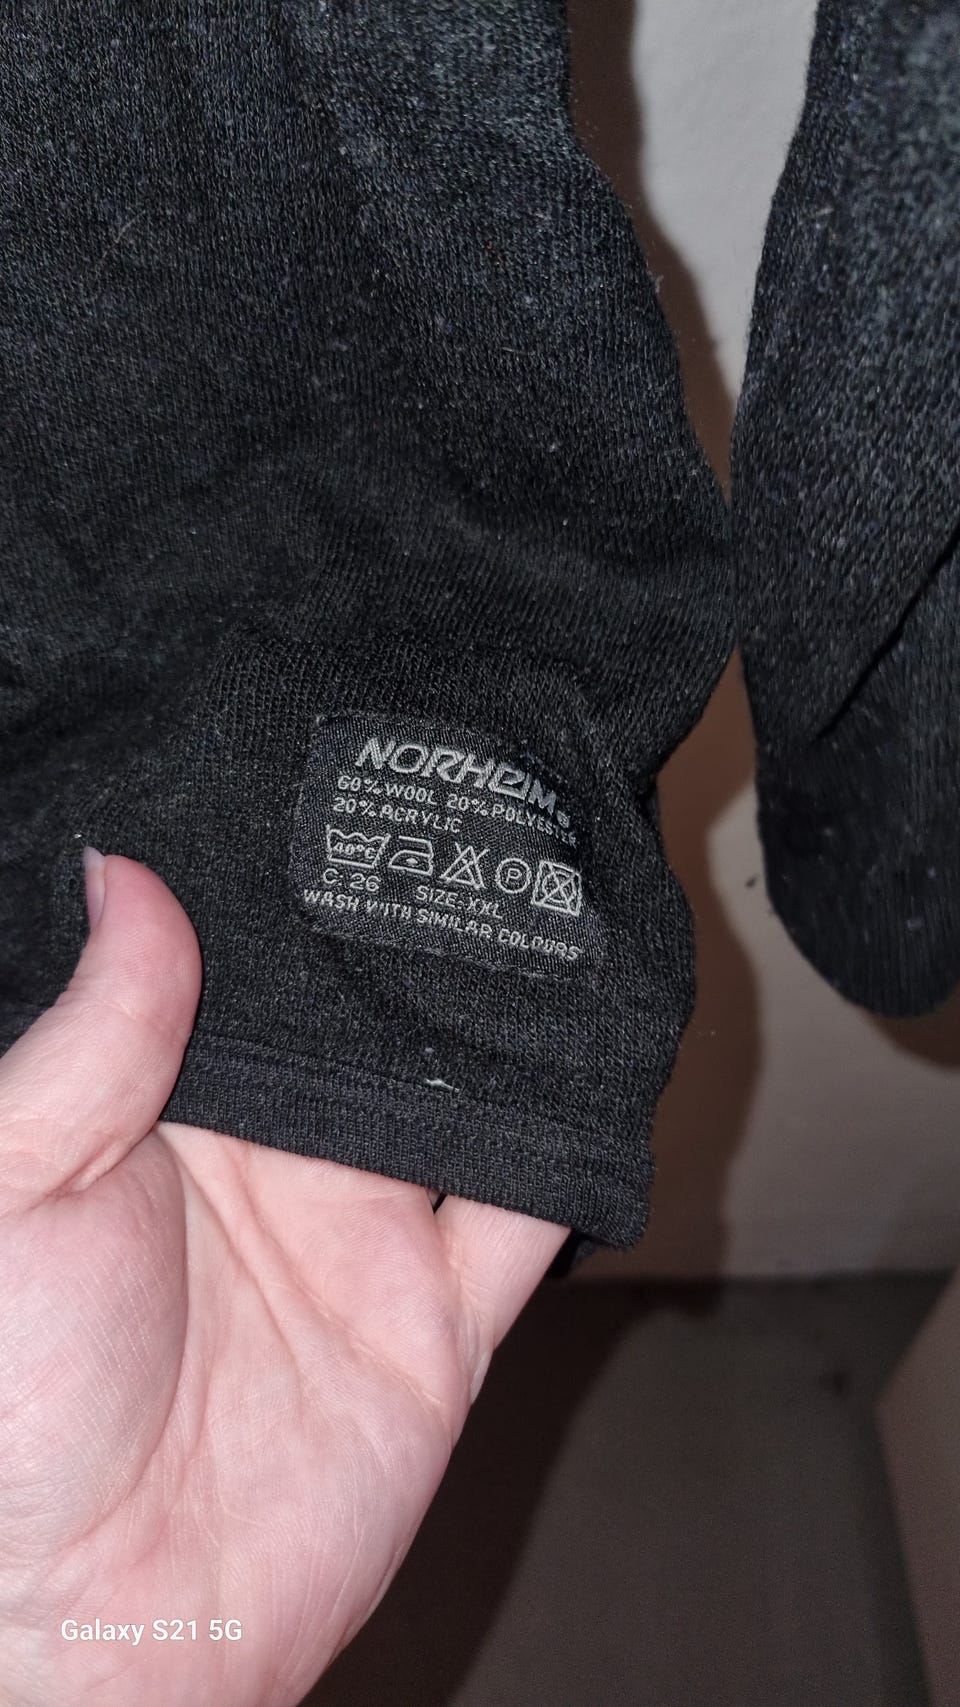 NORHEIM®
60% WOOL 20% POLYESTER
20% ACRYLIC
40°C P
C-26 SIZE: XXL
WASH WITH SIMILAR COLOURS
Galaxy S21 5G